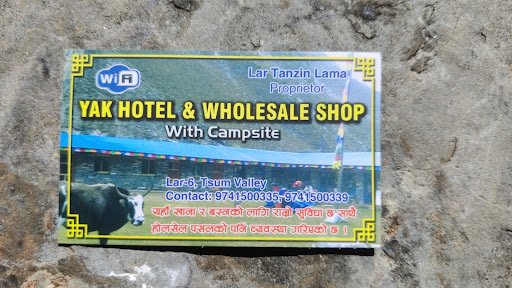 WiFi
Lar Tanzin Lama
Proprietor
YAK HOTEL & WHOLESALE SHOP
With Campsite
Lar-6, Tsum Valley
Contact: 9741500335, 9741500339
यहाँ खाना र बस्नको लागि राम्रो सुविधा छ साथै
होलसेल पसलको पनि व्यवस्था गरिएको छ ।